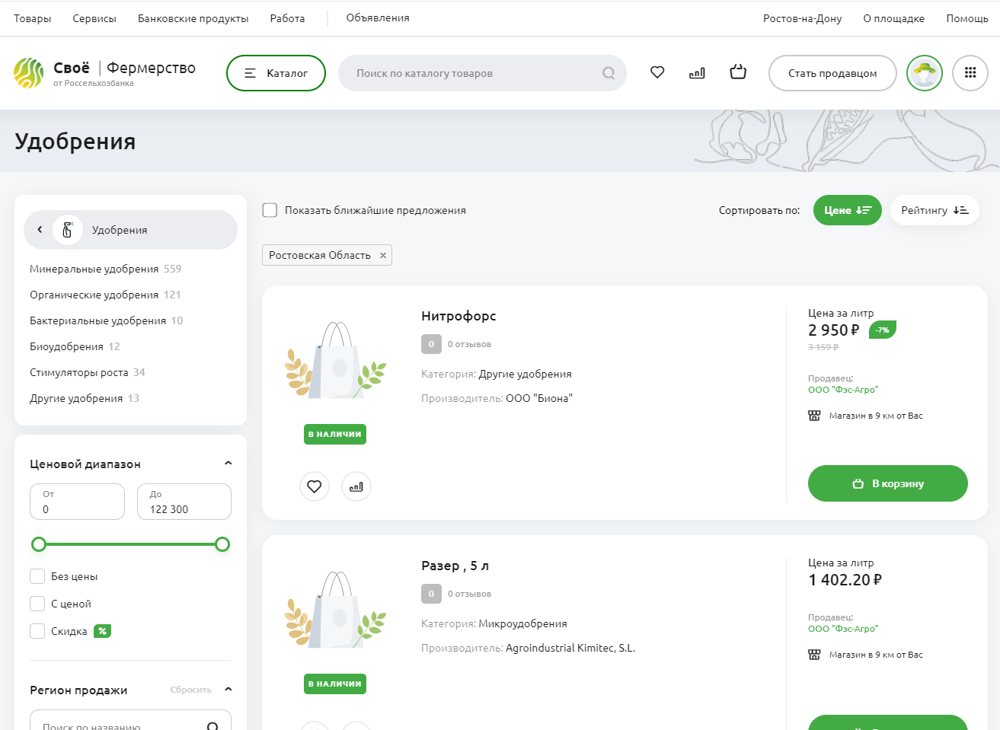 Товары Сервисы Банковские продукты Работа Объявления Ростов-на-Дону О площадке Помощь
Своё | Фермерство
от Россельхозбанка
Каталог
Поиск по каталогу товаров
Стать продавцом
Удобрения
Удобрения
Минеральные удобрения 559
Органические удобрения 121
Бактериальные удобрения 10
Биоудобрения 12
Стимуляторы роста 34
Другие удобрения 13
Ценовой диапазон
От
0
До
122 300
Без цены
С ценой
Скидка %
Регион продажи Сбросить
Поиск по названию
Показать ближайшие предложения
Сортировать по: Цене Рейтингу
Ростовская Область ×
Нитрофорс
0 0 отзывов
Категория: Другие удобрения
Производитель: ООО "Биона"
В НАЛИЧИИ
Цена за литр
2 950 ₽ -7%
3 159 ₽
Продавец:
ООО "Фэс-Агро"
Магазин в 9 км от Вас
В корзину
Разер , 5 л
0 0 отзывов
Категория: Микроудобрения
Производитель: Agroindustrial Kimitec, S.L.
В НАЛИЧИИ
Цена за литр
1 402.20 ₽
Продавец:
ООО "Фэс-Агро"
Магазин в 9 км от Вас